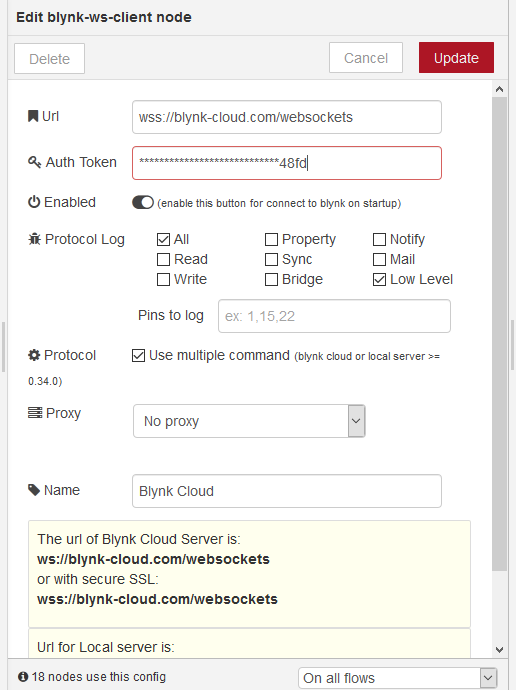 Edit blynk-ws-client node
Delete
Cancel
Update
Url
wss://blynk-cloud.com/websockets
Auth Token
****************************48fd
Enabled
(enable this button for connect to blynk on startup)
Protocol Log
All
Property
Notify
Read
Sync
Mail
Write
Bridge
Low Level
Pins to log
ex: 1,15,22
Protocol
Use multiple command (blynk cloud or local server >=
0.34.0)
Proxy
No proxy
Name
Blynk Cloud
The url of Blynk Cloud Server is:
ws://blynk-cloud.com/websockets
or with secure SSL:
wss://blynk-cloud.com/websockets
Url for Local server is:
18 nodes use this config
On all flows